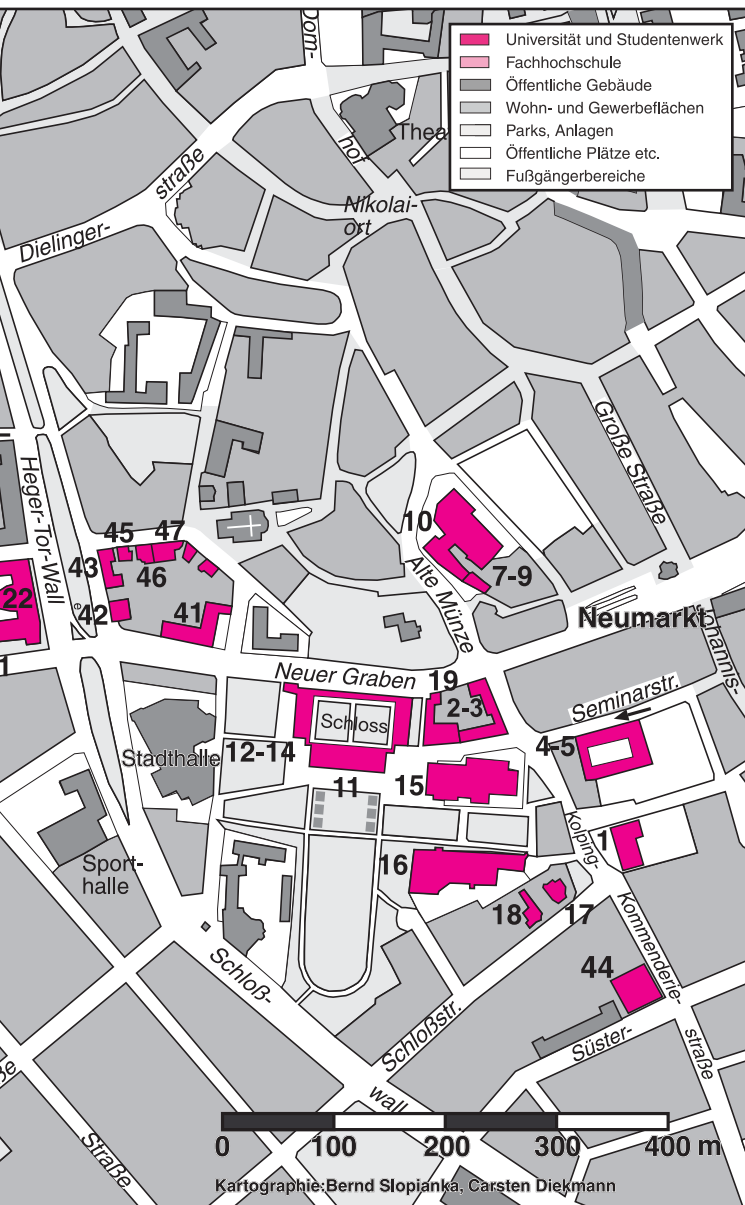 Universität und Studentenwerk
Fachhochschule
Öffentliche Gebäude
Wohn- und Gewerbeflächen
Parks, Anlagen
Öffentliche Plätze etc.
Fußgängerbereiche
Dom-
hof
Thea
straße
Dielinger-
Nikolai-
ort
Große Straße
Heger-Tor-Wall
10
45
47
43
46
7-9
22
42
41
Alte Münze
Neumarkt
Johannis-
1
Neuer Graben
19
2-3
Seminarstr.
Schloss
4-5
Stadthalle
12-14
11
15
Kolping-
1
Sport-
halle
16
18
17
Kommenderie-
straße
44
Schloß-
wall
Schloßstr.
Süster-
ße
Straße
0
100
200
300
400 m
Kartographie:Bernd Slopianka, Carsten Diekmann